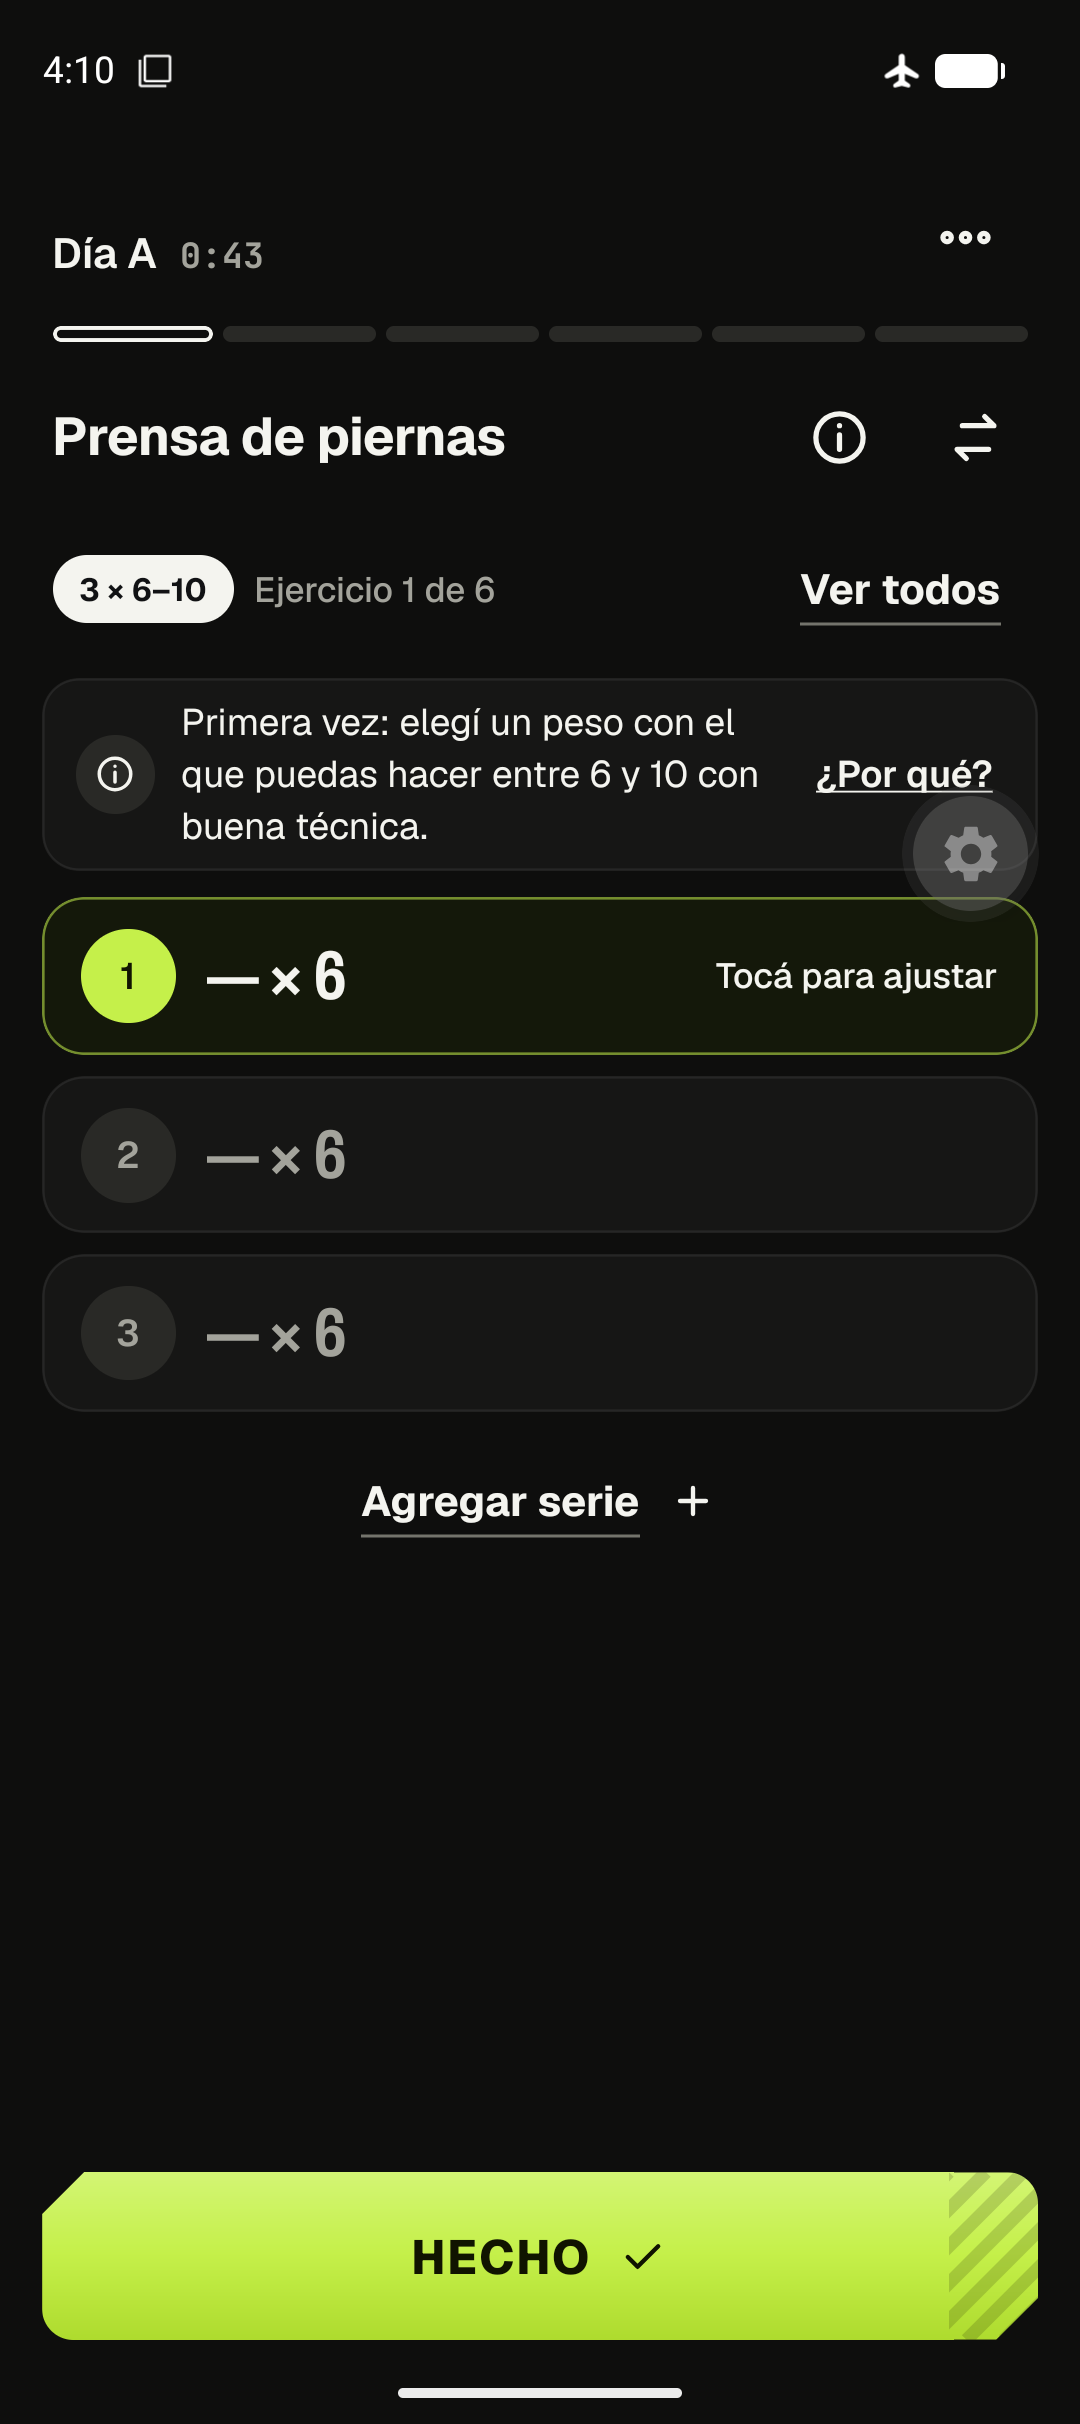 4:10
Día A 0:43
Prensa de piernas
3 × 6–10 Ejercicio 1 de 6 Ver todos
Primera vez: elegí un peso con el
que puedas hacer entre 6 y 10 con
buena técnica.
¿Por qué?
1 — × 6 Tocá para ajustar
2 — × 6
3 — × 6
Agregar serie +
HECHO